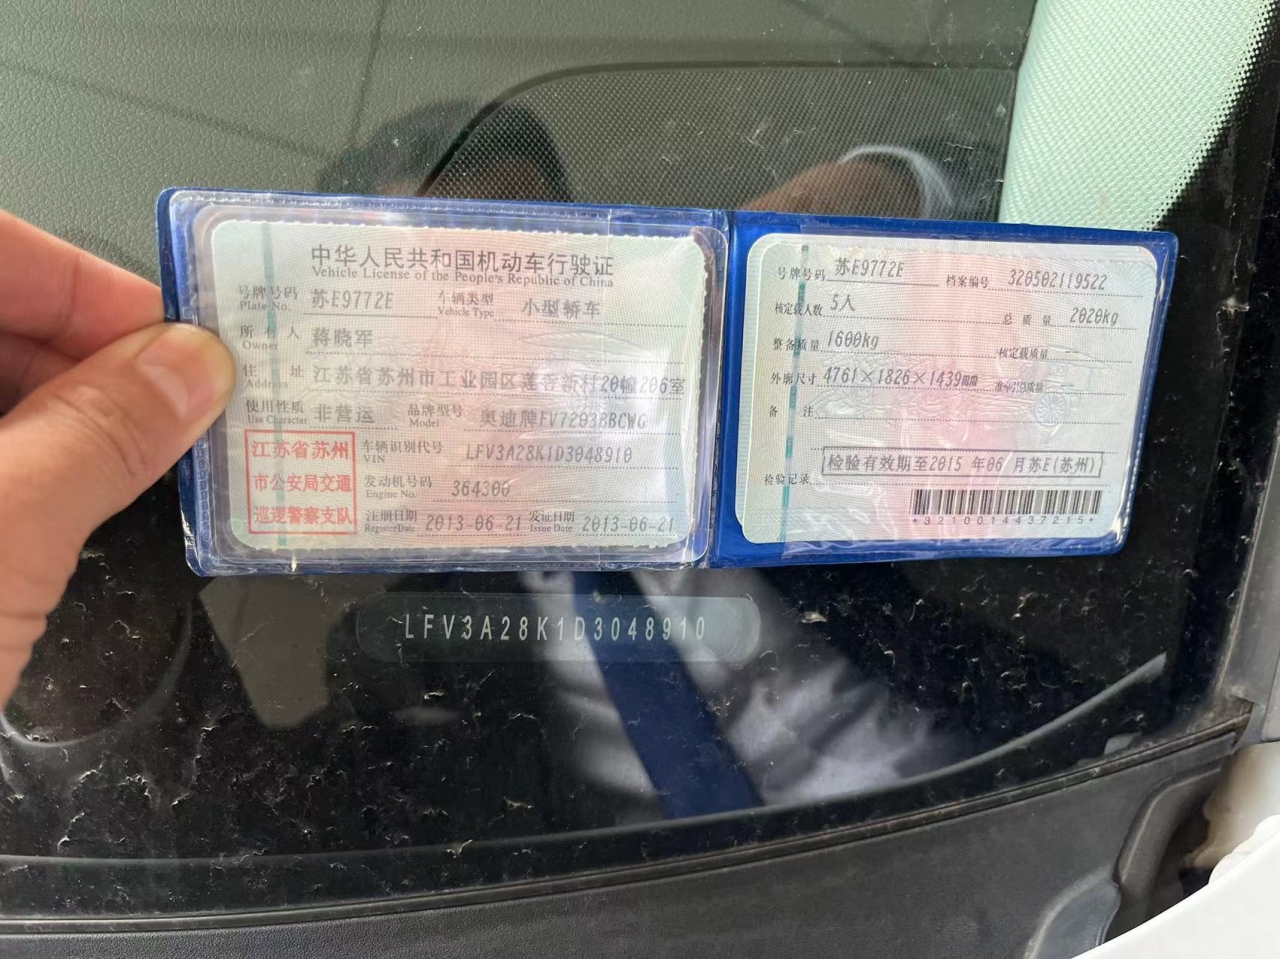 中华人民共和国机动车行驶证
Vehicle License of the People's Republic of China
号牌号码 苏E9772E 车辆类型 小型轿车
Plate No. Vehicle Type
所有人 蒋晓军
Owner
住址 江苏省苏州市工业园区莲香新村20幢206室
Address
使用性质 非营运 品牌型号 奥迪牌FV7203BBCWG
Use Character Model
江苏省苏州
市公安局交通
巡逻警察支队
车辆识别代号 LFV3A28K1D3048910
VIN
发动机号码 364300
Engine No.
注册日期 2013-06-21 发证日期 2013-06-21
Register Date Issue Date
号牌号码 苏E9772E 档案编号 320502119522
核定载人数 5人 总质量 2020kg
整备质量 1600kg 核定载质量 --
外廓尺寸 4761×1826×1439mm 准牵引总质量 --
备注
检验记录 检验有效期至2015年06月苏E(苏州)
*3210014437215*
LFV3A28K1D3048910